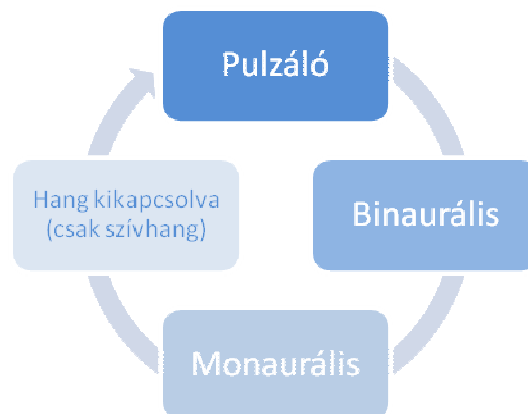 Pulzáló
Binaurális
Monaurális
Hang kikapcsolva
(csak szívhang)